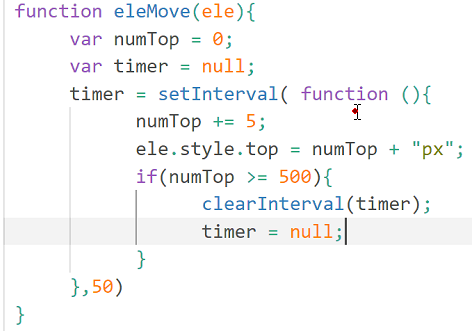 function eleMove(ele){
var numTop = 0;
var timer = null;
timer = setInterval( function (){
numTop += 5;
ele.style.top = numTop + "px";
if(numTop >= 500){
clearInterval(timer);
timer = null;
}
},50)
}